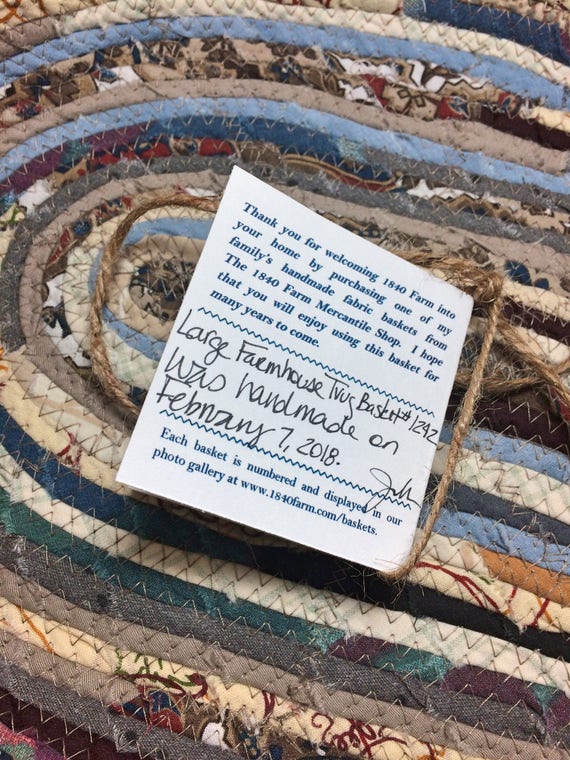 Thank you for welcoming 1840 Farm into
your home by purchasing one of my
family's handmade fabric baskets from
The 1840 Farm Mercantile Shop. I hope
that you will enjoy using this basket for
many years to come.
Large Farmhouse Trug Basket #1242
was handmade on
February 7, 2018.
Each basket is numbered and displayed in our
photo gallery at www.1840farm.com/baskets.